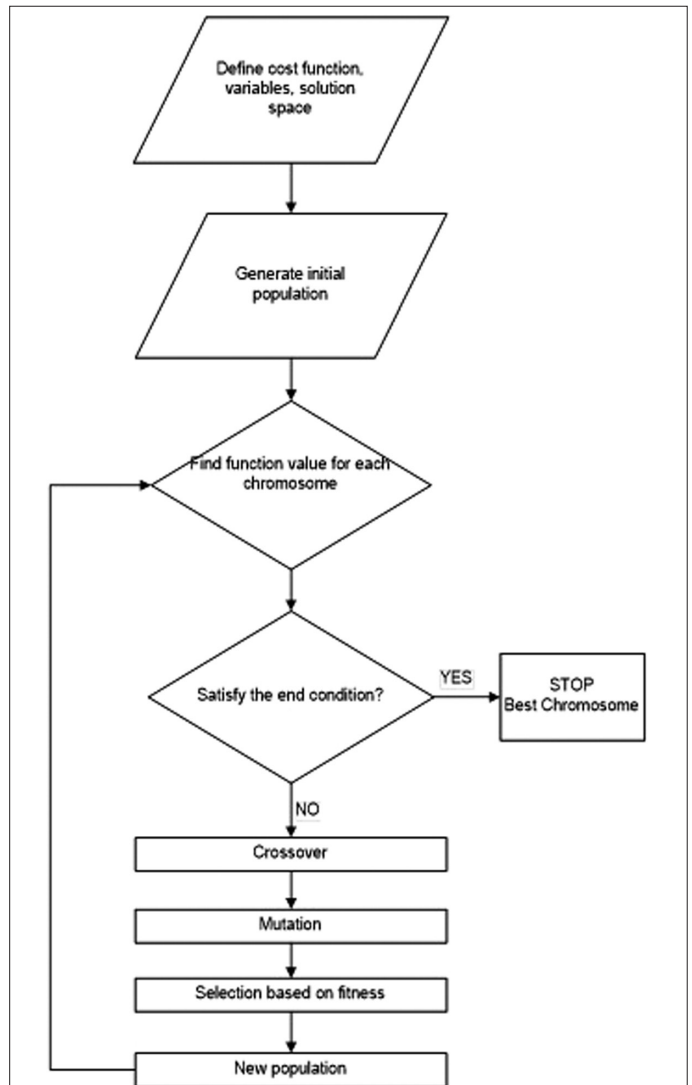 Define cost function,
variables, solution
space
Generate initial
population
Find function value for each
chromosome
Satisfy the end condition?
YES
STOP
Best Chromosome
NO
Crossover
Mutation
Selection based on fitness
New population